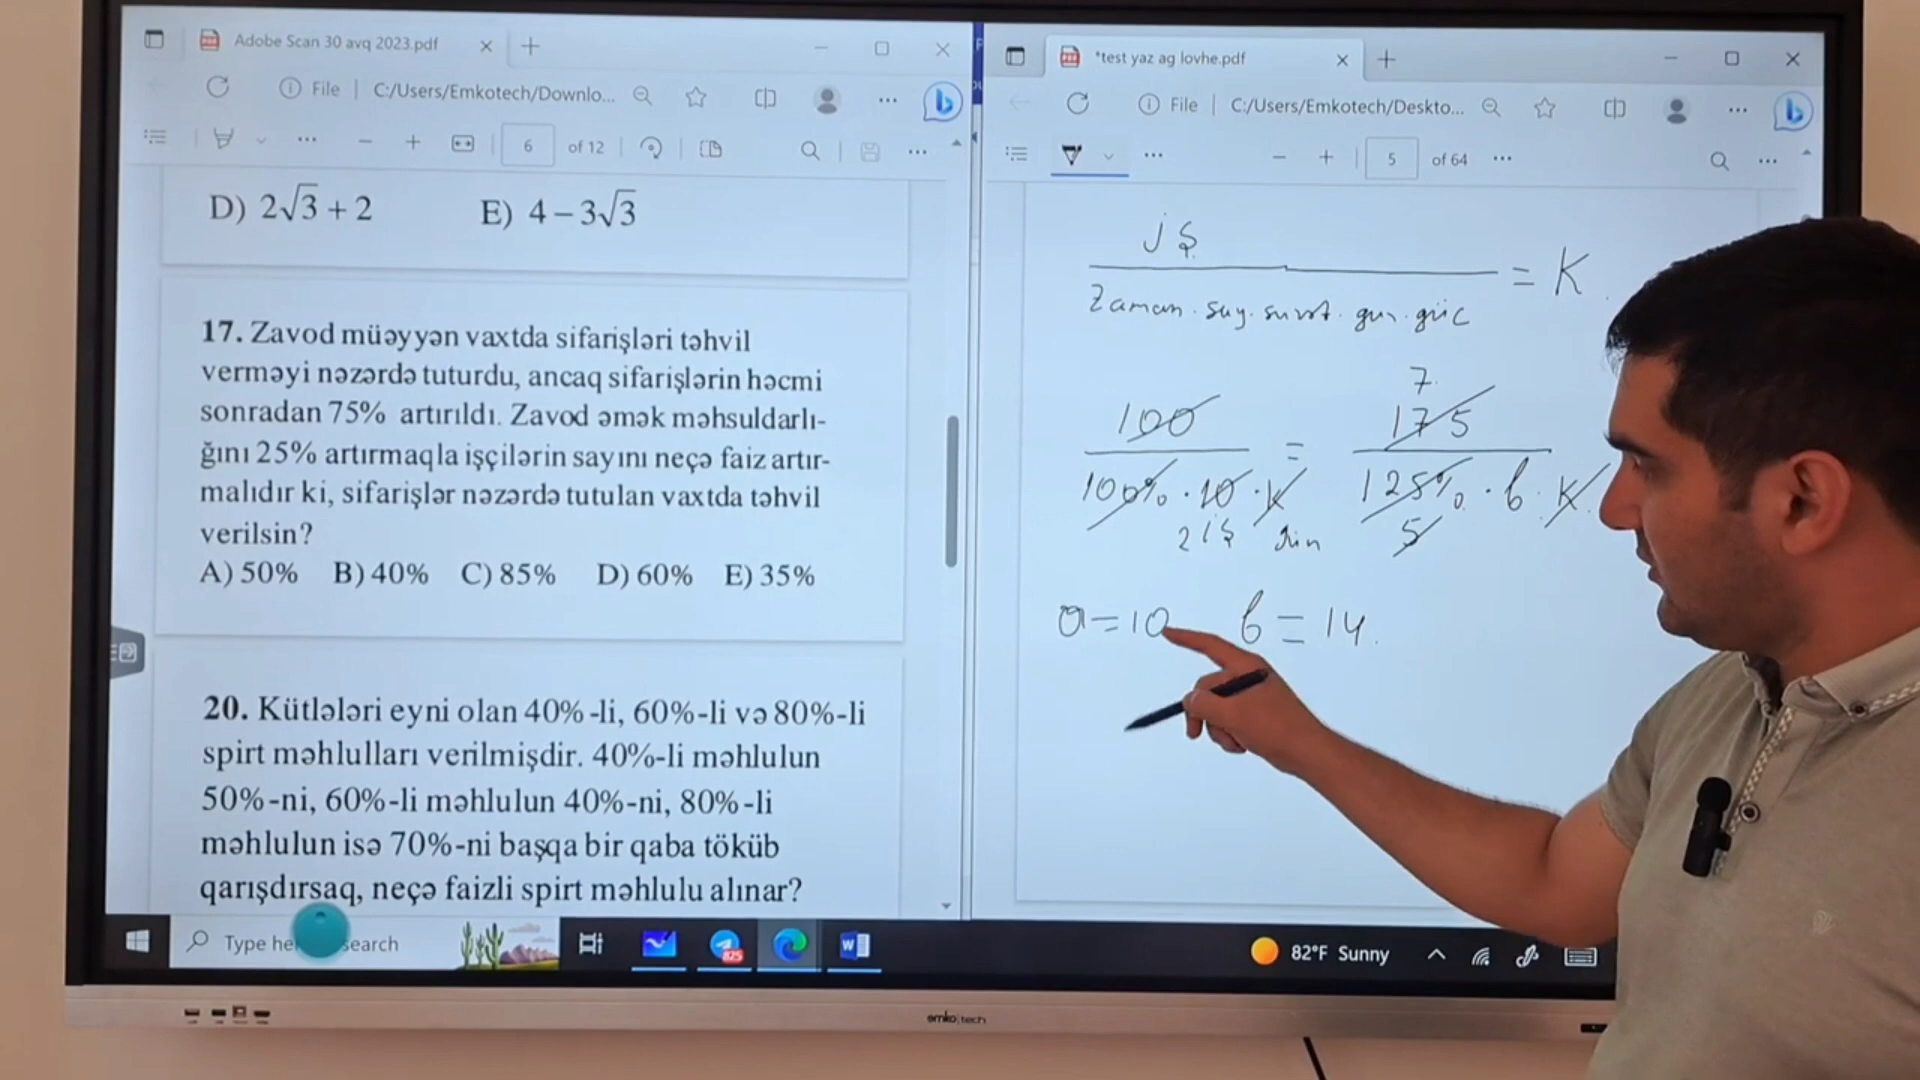 Adobe Scan 30 avq 2023.pdf
File
C:/Users/Emkotech/Downlo...
6 of 12
D) 2√3 + 2 E) 4 – 3√3
17. Zavod müəyyən vaxtda sifarişləri təhvil
verməyi nəzərdə tuturdu, ancaq sifarişlərin həcmi
sonradan 75% artırıldı. Zavod əmək məhsuldarlı-
ğını 25% artırmaqla işçilərin sayını neçə faiz artır-
malıdır ki, sifarişlər nəzərdə tutulan vaxtda təhvil
verilsin?
A) 50% B) 40% C) 85% D) 60% E) 35%
20. Kütlələri eyni olan 40% -li, 60%-li və 80%-li
spirt məhlulları verilmişdir. 40%-li məhlulun
50%-ni, 60%-li məhlulun 40%-ni, 80%-li
məhlulun isə 70%-ni başqa bir qaba töküb
qarışdırsaq, neçə faizli spirt məhlulu alınar?
*test yaz ag lovhe.pdf
File
C:/Users/Emkotech/Deskto...
5 of 64
İŞ
= K
Zaman · say · surət · gün · güc
7
100 = 175
100% · 10 · K 125% · b · K
2 iş gün 5
a = 10 b = 14
Type he search
825
82°F Sunny
emko tech